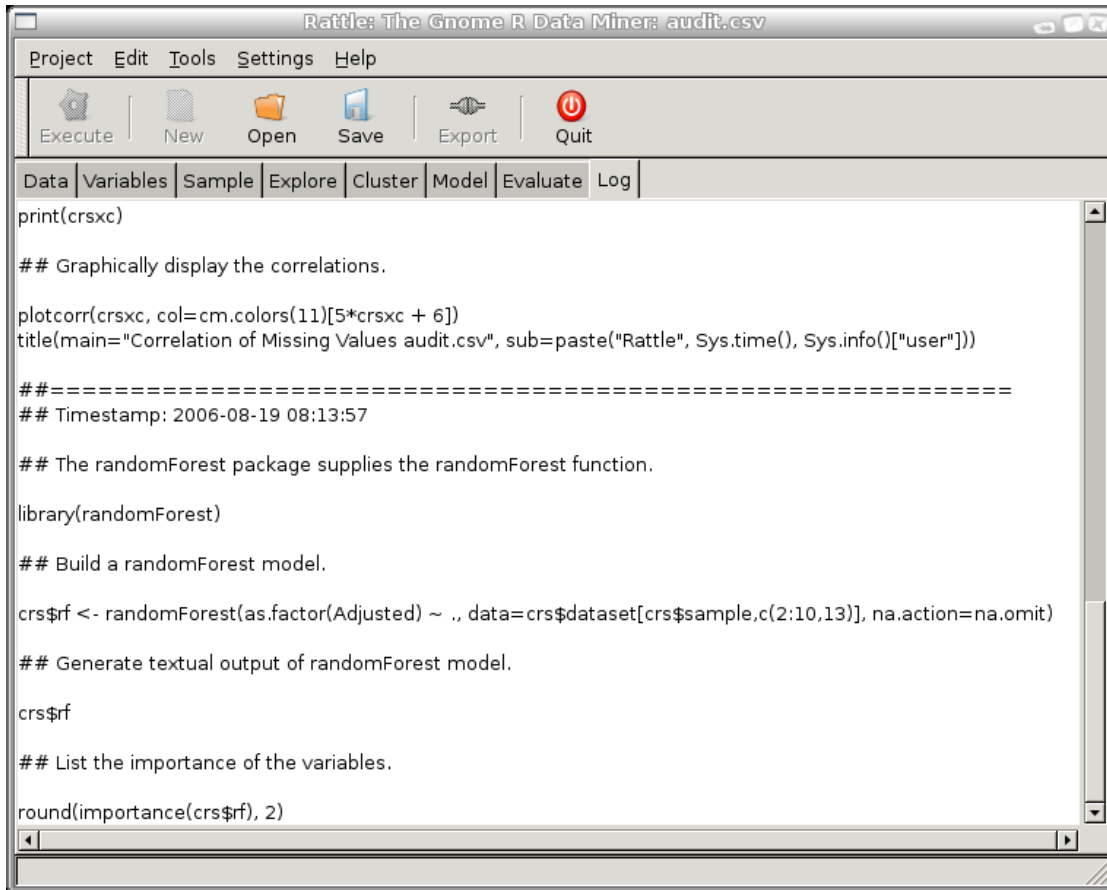 Rattle: The Gnome R Data Miner: audit.csv
Project Edit Tools Settings Help
Execute New Open Save Export Quit
Data Variables Sample Explore Cluster Model Evaluate Log
print(crsxc)
## Graphically display the correlations.
plotcorr(crsxc, col=cm.colors(11)[5*crsxc + 6])
title(main="Correlation of Missing Values audit.csv", sub=paste("Rattle", Sys.time(), Sys.info()["user"]))
##============================================================
## Timestamp: 2006-08-19 08:13:57
## The randomForest package supplies the randomForest function.
library(randomForest)
## Build a randomForest model.
crs$rf <- randomForest(as.factor(Adjusted) ~ ., data=crs$dataset[crs$sample,c(2:10,13)], na.action=na.omit)
## Generate textual output of randomForest model.
crs$rf
## List the importance of the variables.
round(importance(crs$rf), 2)